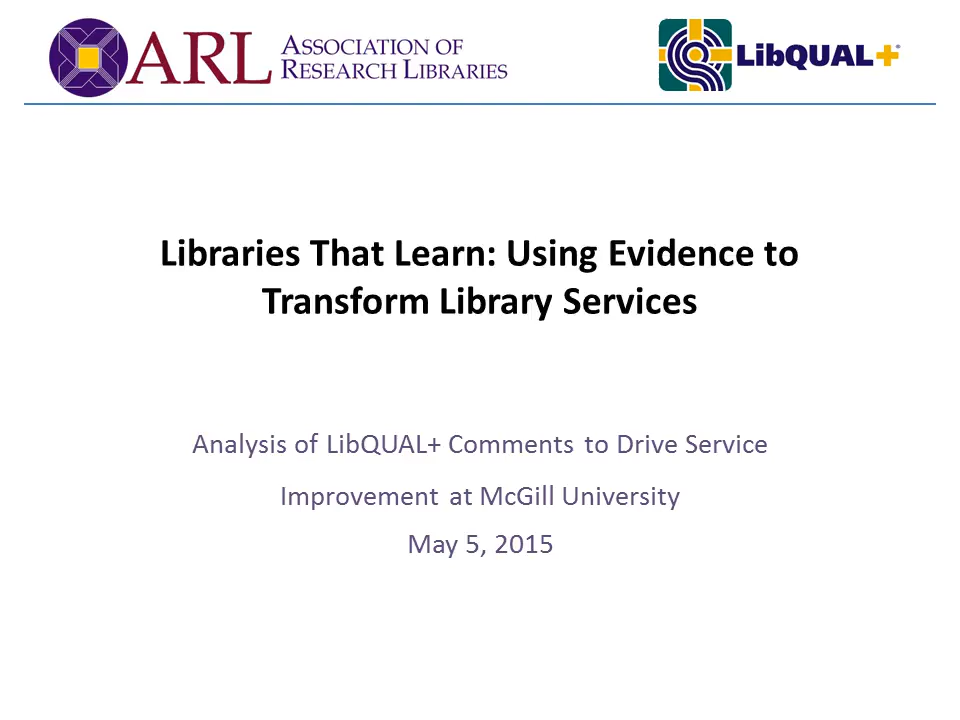 ARL ASSOCIATION OF
RESEARCH LIBRARIES
LibQUAL+®
Libraries That Learn: Using Evidence to
Transform Library Services
Analysis of LibQUAL+ Comments to Drive Service
Improvement at McGill University
May 5, 2015